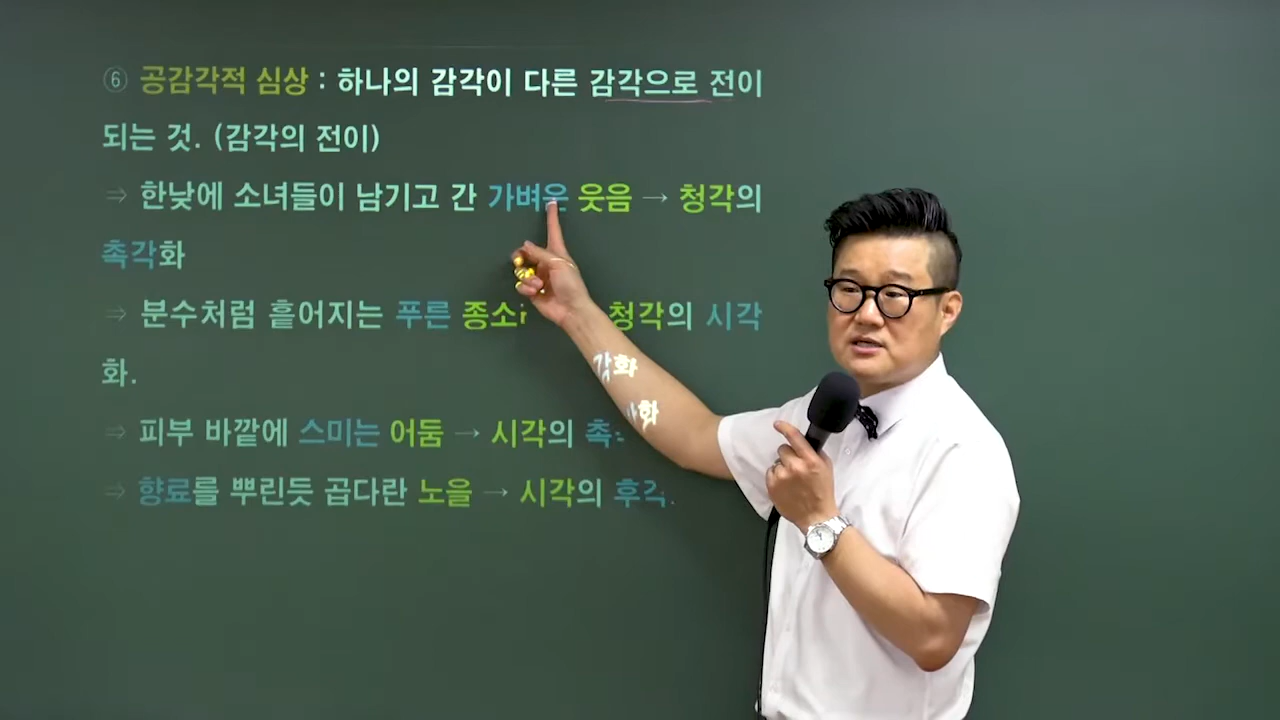 ⑥ 공감각적 심상 : 하나의 감각이 다른 감각으로 전이
되는 것. (감각의 전이)
⇒ 한낮에 소녀들이 남기고 간 가벼운 웃음 → 청각의
촉각화
⇒ 분수처럼 흩어지는 푸른 청각의 시각
화.
⇒ 피부 바깥에 스미는 어둠 → 시각의
⇒ 향료를 뿌린듯 곱다란 노을 → 시각의